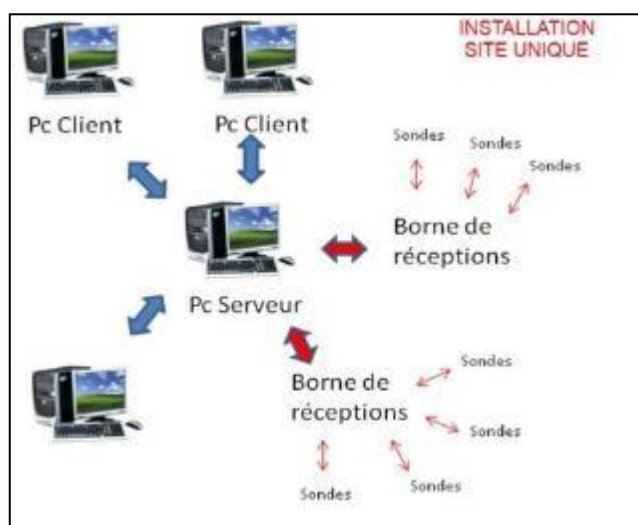 INSTALLATION
SITE UNIQUE
Pc Client
Pc Client
Sondes
Sondes
Sondes
Borne de
réceptions
Pc Serveur
Borne de
réceptions
Sondes
Sondes
Sondes
Sondes